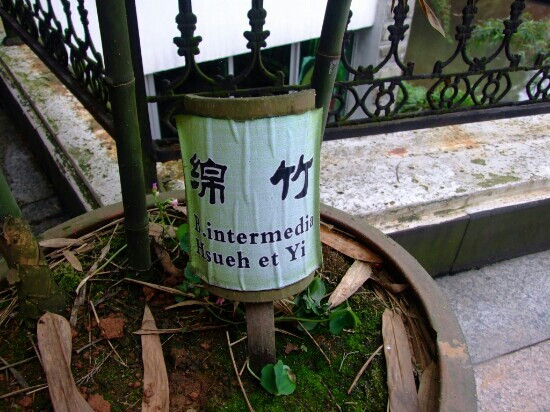 绵竹
B.intermedia
Hsueh et Yi